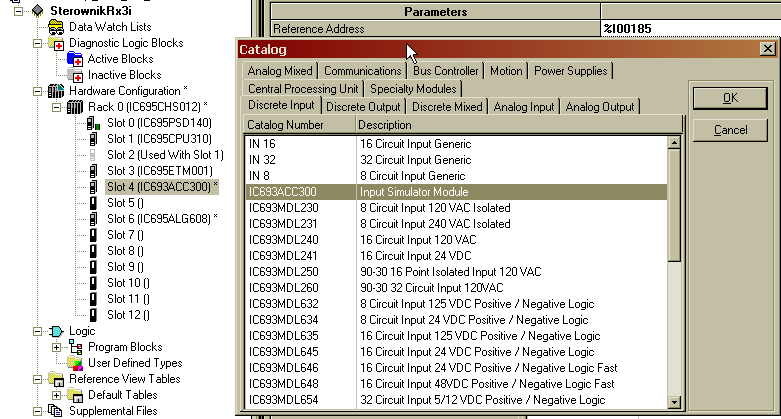 SterownikRx3i
Data Watch Lists
Diagnostic Logic Blocks
Active Blocks
Inactive Blocks
Hardware Configuration *
Rack 0 (IC695CHS012) *
Slot 0 (IC695PSD140)
Slot 1 (IC695CPU310)
Slot 2 (Used With Slot 1)
Slot 3 (IC695ETM001)
Slot 4 (IC693ACC300) *
Slot 5 ()
Slot 6 (IC695ALG608) *
Slot 7 ()
Slot 8 ()
Slot 9 ()
Slot 10 ()
Slot 11 ()
Slot 12 ()
Logic
Program Blocks
User Defined Types
Reference View Tables
Default Tables
Supplemental Files
Parameters
Reference Address %I00185
Catalog
Analog Mixed Communications Bus Controller Motion Power Supplies
Central Processing Unit Specialty Modules
Discrete Input Discrete Output Discrete Mixed Analog Input Analog Output
Catalog Number Description
IN 16 16 Circuit Input Generic
IN 32 32 Circuit Input Generic
IN 8 8 Circuit Input Generic
IC693ACC300 Input Simulator Module
IC693MDL230 8 Circuit Input 120 VAC Isolated
IC693MDL231 8 Circuit Input 240 VAC Isolated
IC693MDL240 16 Circuit Input 120 VAC
IC693MDL241 16 Circuit Input 24 VDC
IC693MDL250 90-30 16 Point Isolated Input 120 VAC
IC693MDL260 90-30 32 Circuit Input 120VAC
IC693MDL632 8 Circuit Input 125 VDC Positive / Negative Logic
IC693MDL634 8 Circuit Input 24 VDC Positive / Negative Logic
IC693MDL635 16 Circuit Input 125 VDC Positive / Negative Logic
IC693MDL645 16 Circuit Input 24 VDC Positive / Negative Logic
IC693MDL646 16 Circuit Input 24 VDC Positive / Negative Logic Fast
IC693MDL648 16 Circuit Input 48VDC Positive / Negative Logic Fast
IC693MDL654 32 Circuit Input 5/12 VDC Positive / Negative Logic
OK
Cancel